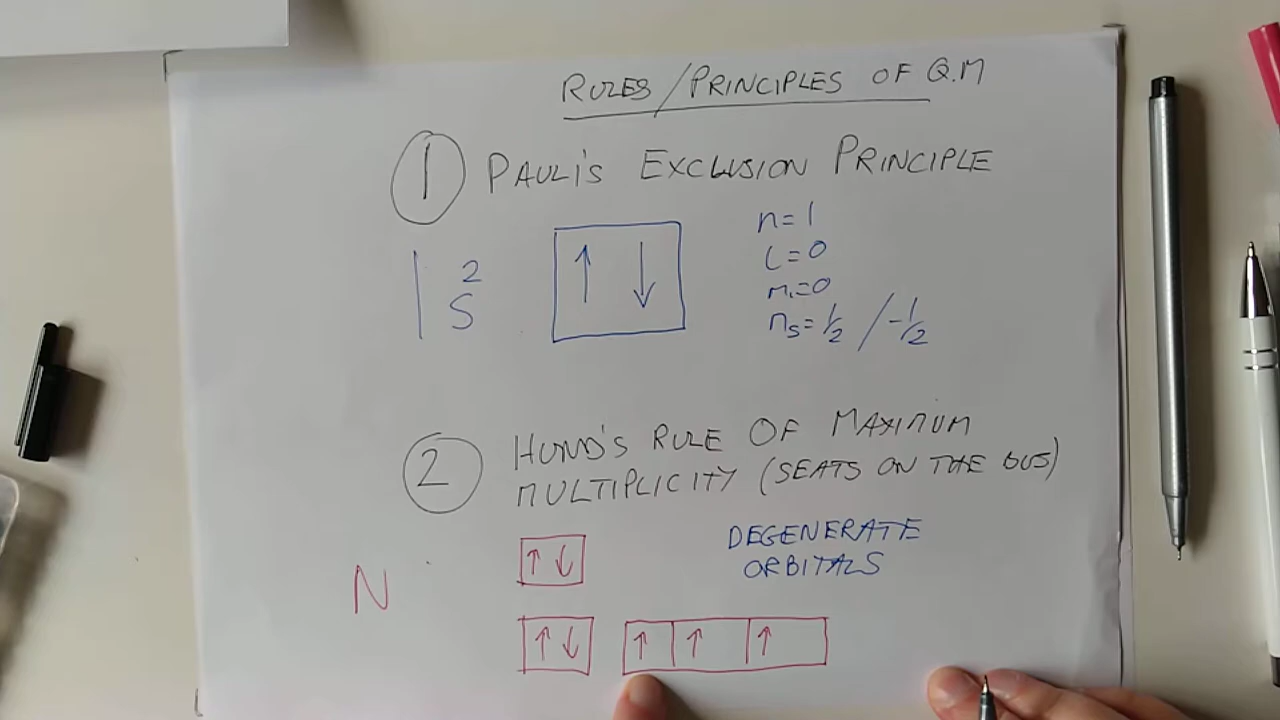 RULES/PRINCIPLES OF Q.M
1 PAULI'S EXCLUSION PRINCIPLE
1s² ↑ ↓
n=1
l=0
ml=0
ms=1/2 / -1/2
2 HUND'S RULE OF MAXIMUM
MULTIPLICITY (SEATS ON THE BUS)
↑ ↓
DEGENERATE
ORBITALS
N
↑ ↓ ↑ ↑ ↑